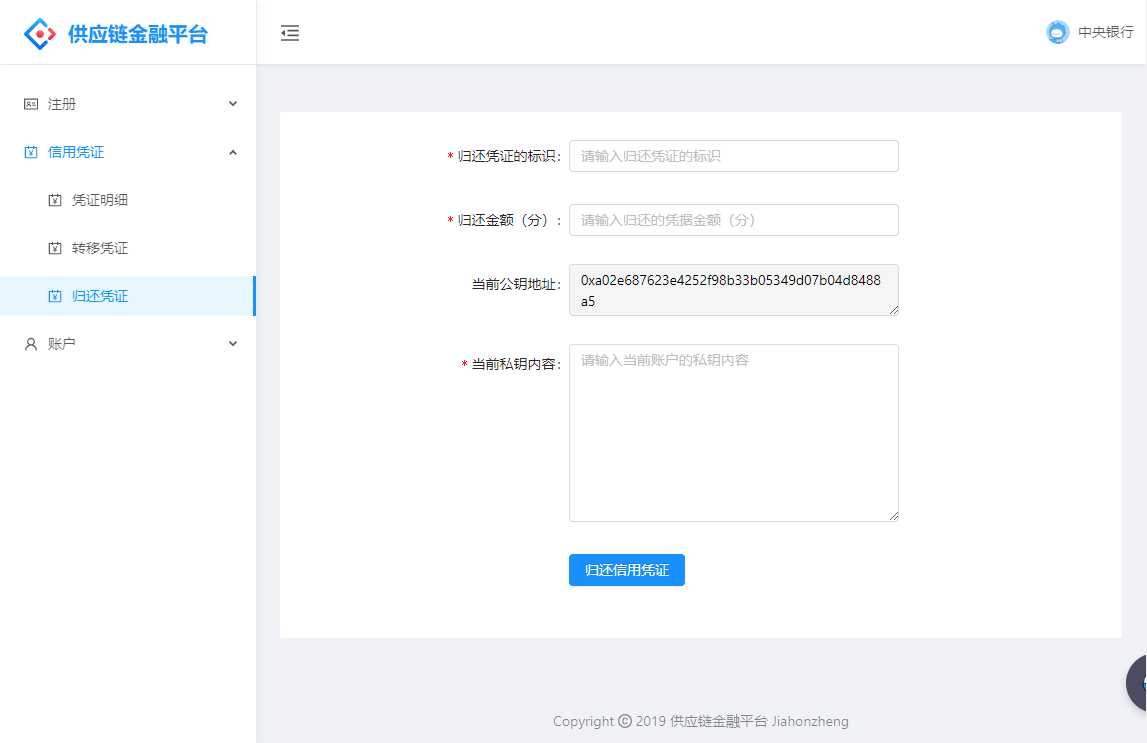 供应链金融平台
中央银行
注册
信用凭证
凭证明细
转移凭证
归还凭证
账户
* 归还凭证的标识:
请输入归还凭证的标识
* 归还金额（分）:
请输入归还的凭据金额（分）
当前公钥地址:
0xa02e687623e4252f98b33b05349d07b04d8488
a5
* 当前私钥内容:
请输入当前账户的私钥内容
归还信用凭证
Copyright © 2019 供应链金融平台 Jiahonzheng